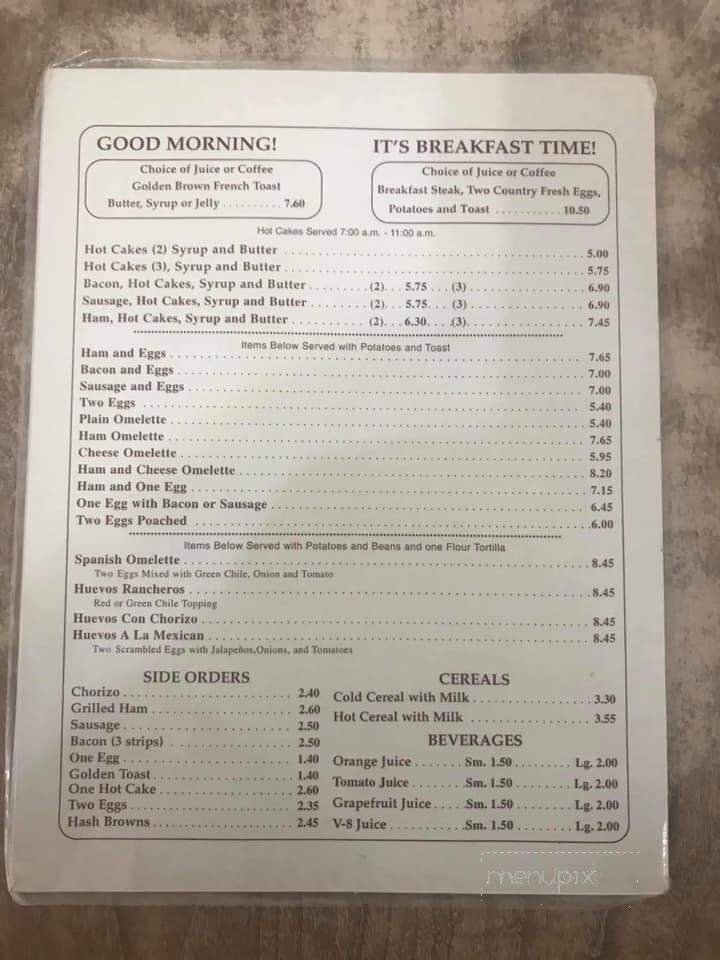 GOOD MORNING!
Choice of Juice or Coffee
Golden Brown French Toast
Butter, Syrup or Jelly .......... 7.60
IT'S BREAKFAST TIME!
Choice of Juice or Coffee
Breakfast Steak, Two Country Fresh Eggs,
Potatoes and Toast ........... 10.50
Hot Cakes Served 7:00 a.m. - 11:00 a.m.
Hot Cakes (2) Syrup and Butter ..... 5.00
Hot Cakes (3), Syrup and Butter ..... 5.75
Bacon, Hot Cakes, Syrup and Butter ..... (2). . . 5.75. . . (3) ..... 6.90
Sausage, Hot Cakes, Syrup and Butter ..... (2). . . 5.75. . . (3) ..... 6.90
Ham, Hot Cakes, Syrup and Butter ..... (2). . . 6.30. . . (3) ..... 7.45
Items Below Served with Potatoes and Toast
Ham and Eggs ..... 7.65
Bacon and Eggs ..... 7.00
Sausage and Eggs ..... 7.00
Two Eggs ..... 5.40
Plain Omelette ..... 5.40
Ham Omelette ..... 7.65
Cheese Omelette ..... 5.95
Ham and Cheese Omelette ..... 8.20
Ham and One Egg ..... 7.15
One Egg with Bacon or Sausage ..... 6.45
Two Eggs Poached ..... 6.00
Items Below Served with Potatoes and Beans and one Flour Tortilla
Spanish Omelette ..... 8.45
Two Eggs Mixed with Green Chile, Onion and Tomato
Huevos Rancheros ..... 8.45
Red or Green Chile Topping
Huevos Con Chorizo ..... 8.45
Huevos A La Mexican ..... 8.45
Two Scrambled Eggs with Jalapeños,Onions, and Tomatoes
SIDE ORDERS
Chorizo ..... 2.40
Grilled Ham ..... 2.60
Sausage ..... 2.50
Bacon (3 strips) ..... 2.50
One Egg ..... 1.40
Golden Toast ..... 1.40
One Hot Cake ..... 2.60
Two Eggs ..... 2.35
Hash Browns ..... 2.45
CEREALS
Cold Cereal with Milk ..... 3.30
Hot Cereal with Milk ..... 3.55
BEVERAGES
Orange Juice ..... Sm. 1.50 ..... Lg. 2.00
Tomato Juice ..... Sm. 1.50 ..... Lg. 2.00
Grapefruit Juice ..... Sm. 1.50 ..... Lg. 2.00
V-8 Juice ..... Sm. 1.50 ..... Lg. 2.00
menupix